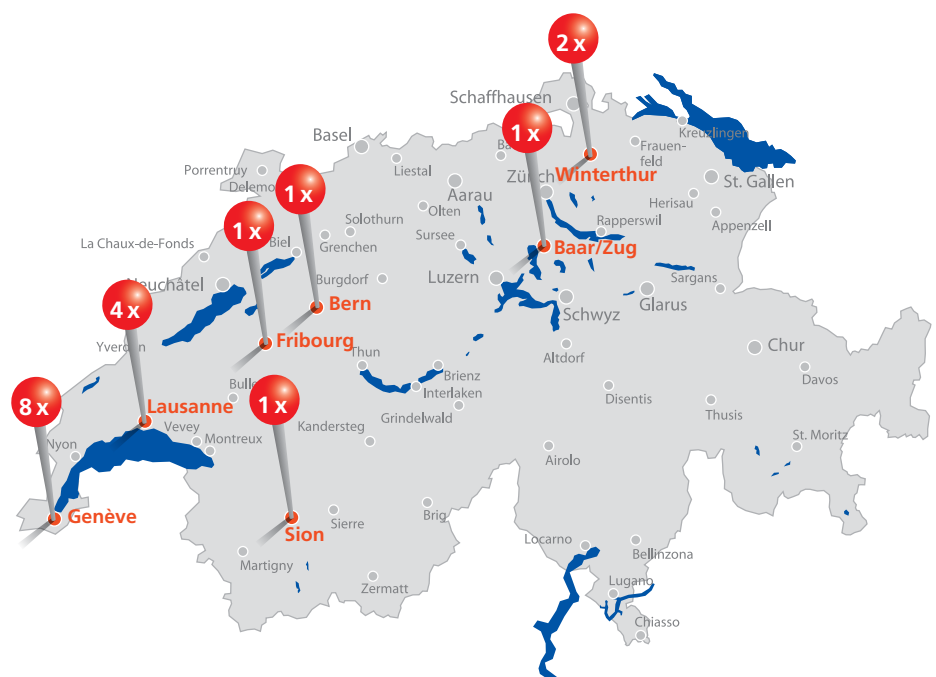 2 x
Schaffhausen
Kreuzlingen
1 x
Basel
Ba
Frauen-
feld
Liestal
Winterthur
Porrentruy
Delemo
Zürich
St. Gallen
1 x
Aarau
Herisau
Olten
Solothurn
Rapperswil
Appenzell
1 x
Sursee
La Chaux-de-Fonds
Biel
Grenchen
Baar/Zug
Burgdorf
Luzern
Sargans
Neuchâtel
Bern
Schwyz
Glarus
4 x
Fribourg
Yverdon
Altdorf
Chur
Thun
Brienz
Davos
Bulle
Interlaken
Disentis
8 x
Lausanne
1 x
Grindelwald
Thusis
Vevey
Kandersteg
Nyon
Montreux
St. Moritz
Airolo
Genève
Sierre
Brig
Sion
Locarno
Bellinzona
Martigny
Zermatt
Lugano
Chiasso